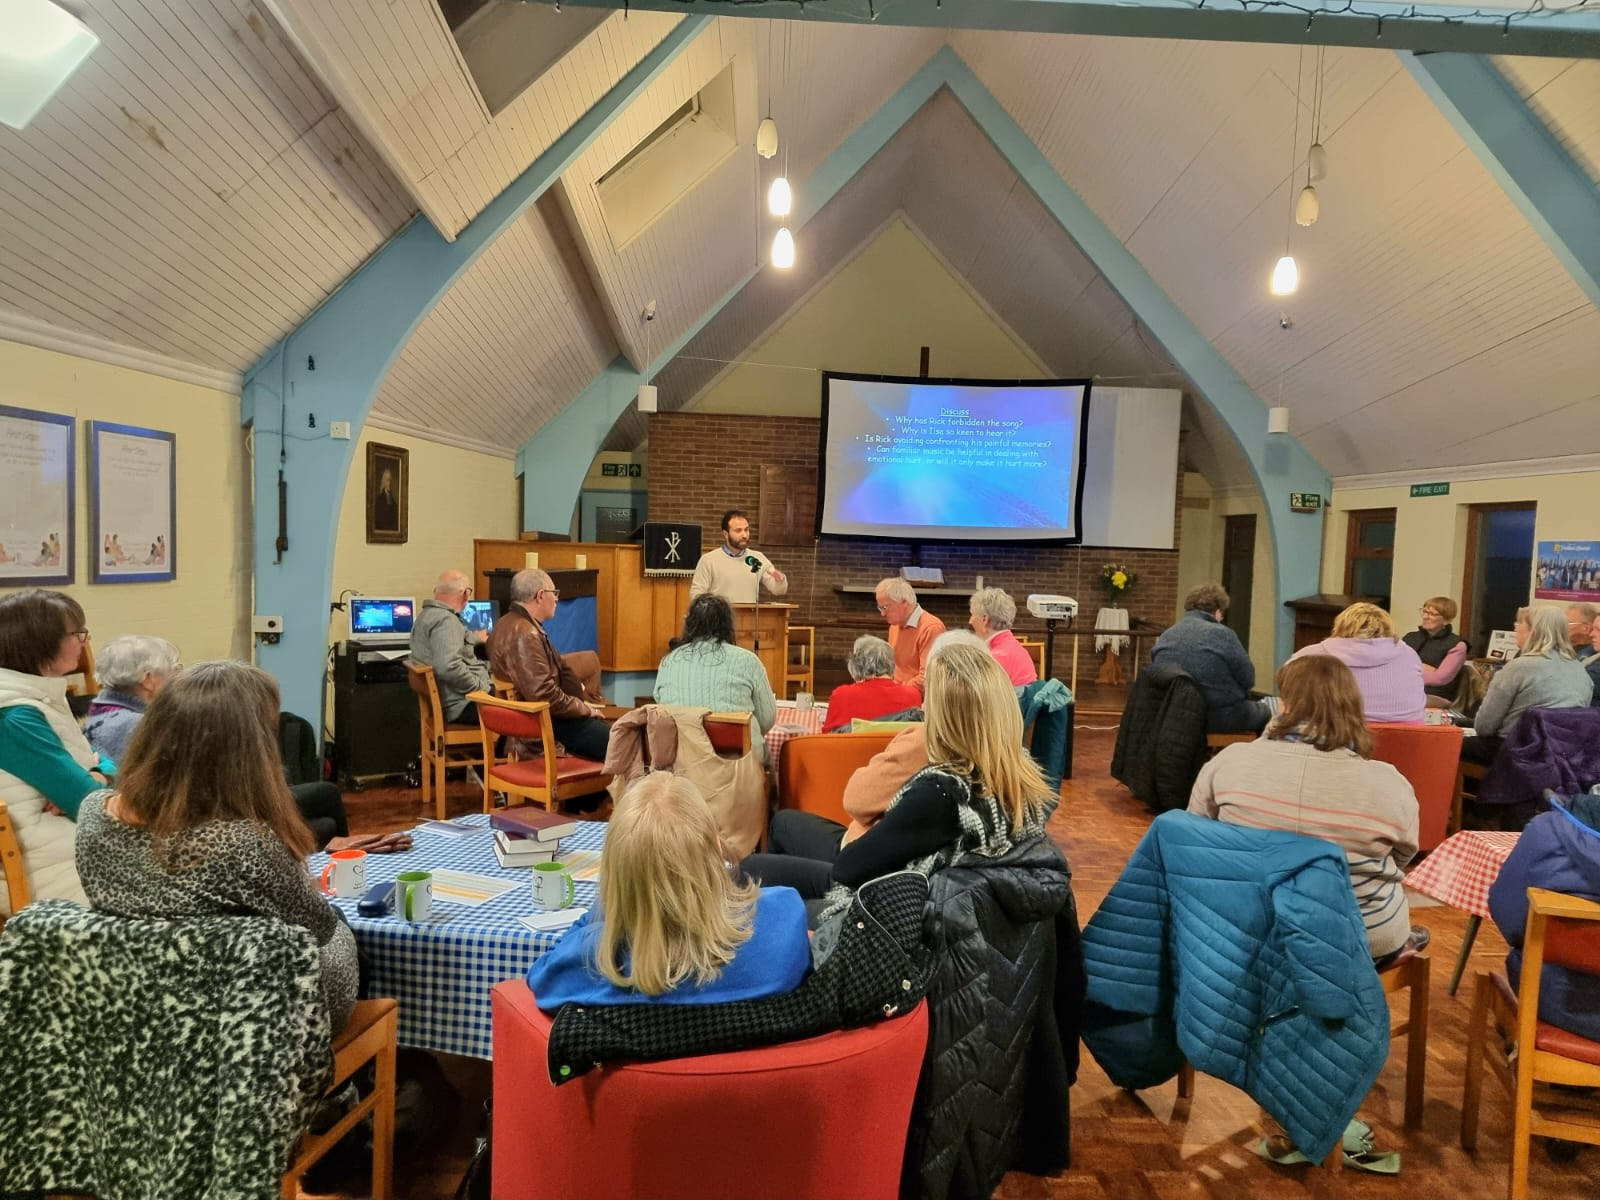 Discuss
• Why has Rick forbidden the song?
• Why is Ilsa so keen to hear it?
• Is Rick avoiding confronting his painful memories?
• Can familiar music be helpful in dealing with
emotional hurt, or will it only make it hurt more?
FIRE EXIT
Fire
exit